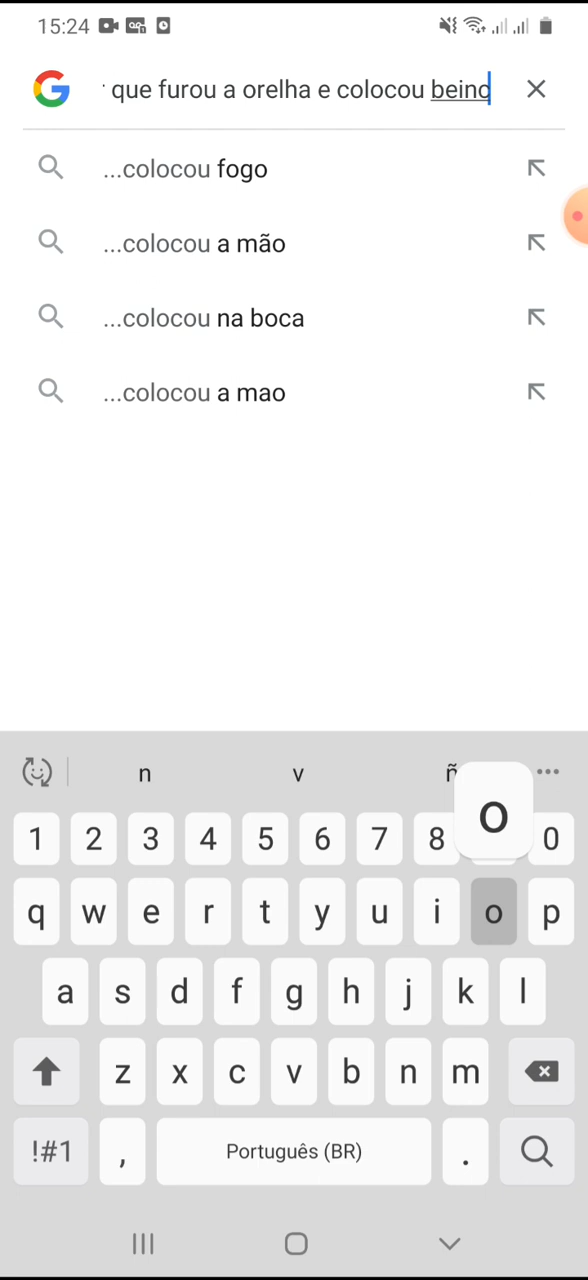 15:24
que furou a orelha e colocou beino
...colocou fogo
...colocou a mão
...colocou na boca
...colocou a mao
n v ñ
o
1 2 3 4 5 6 7 8 0
q w e r t y u i o p
a s d f g h j k l
z x c v b n m
!#1 , Português (BR) .